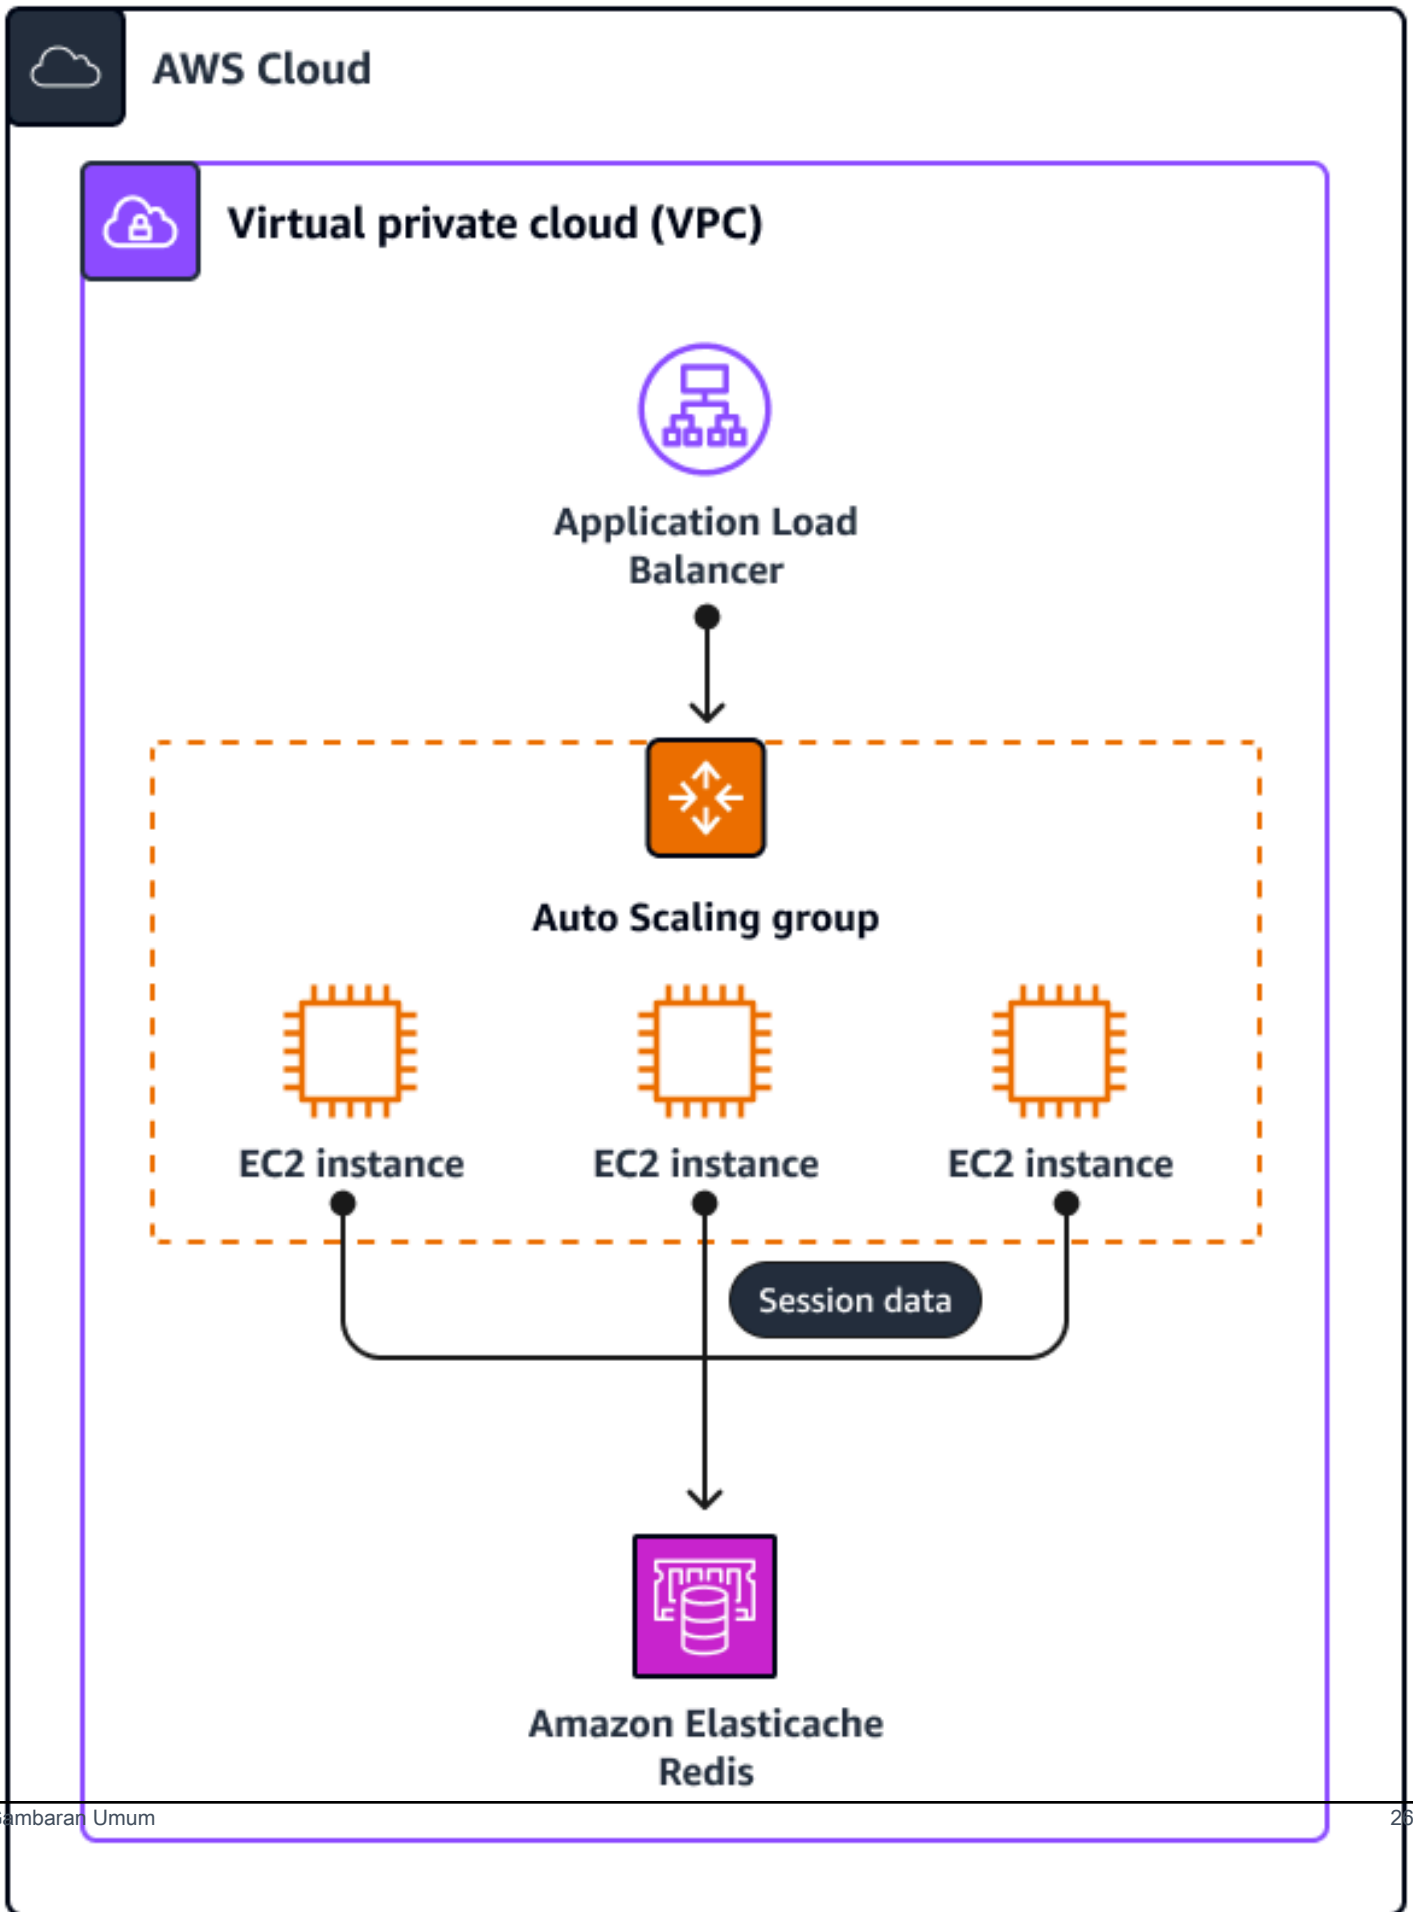 AWS Cloud
Virtual private cloud (VPC)
Application Load
Balancer
Auto Scaling group
EC2 instance EC2 instance EC2 instance
Session data
Amazon Elasticache
Redis
Gambaran Umum 26